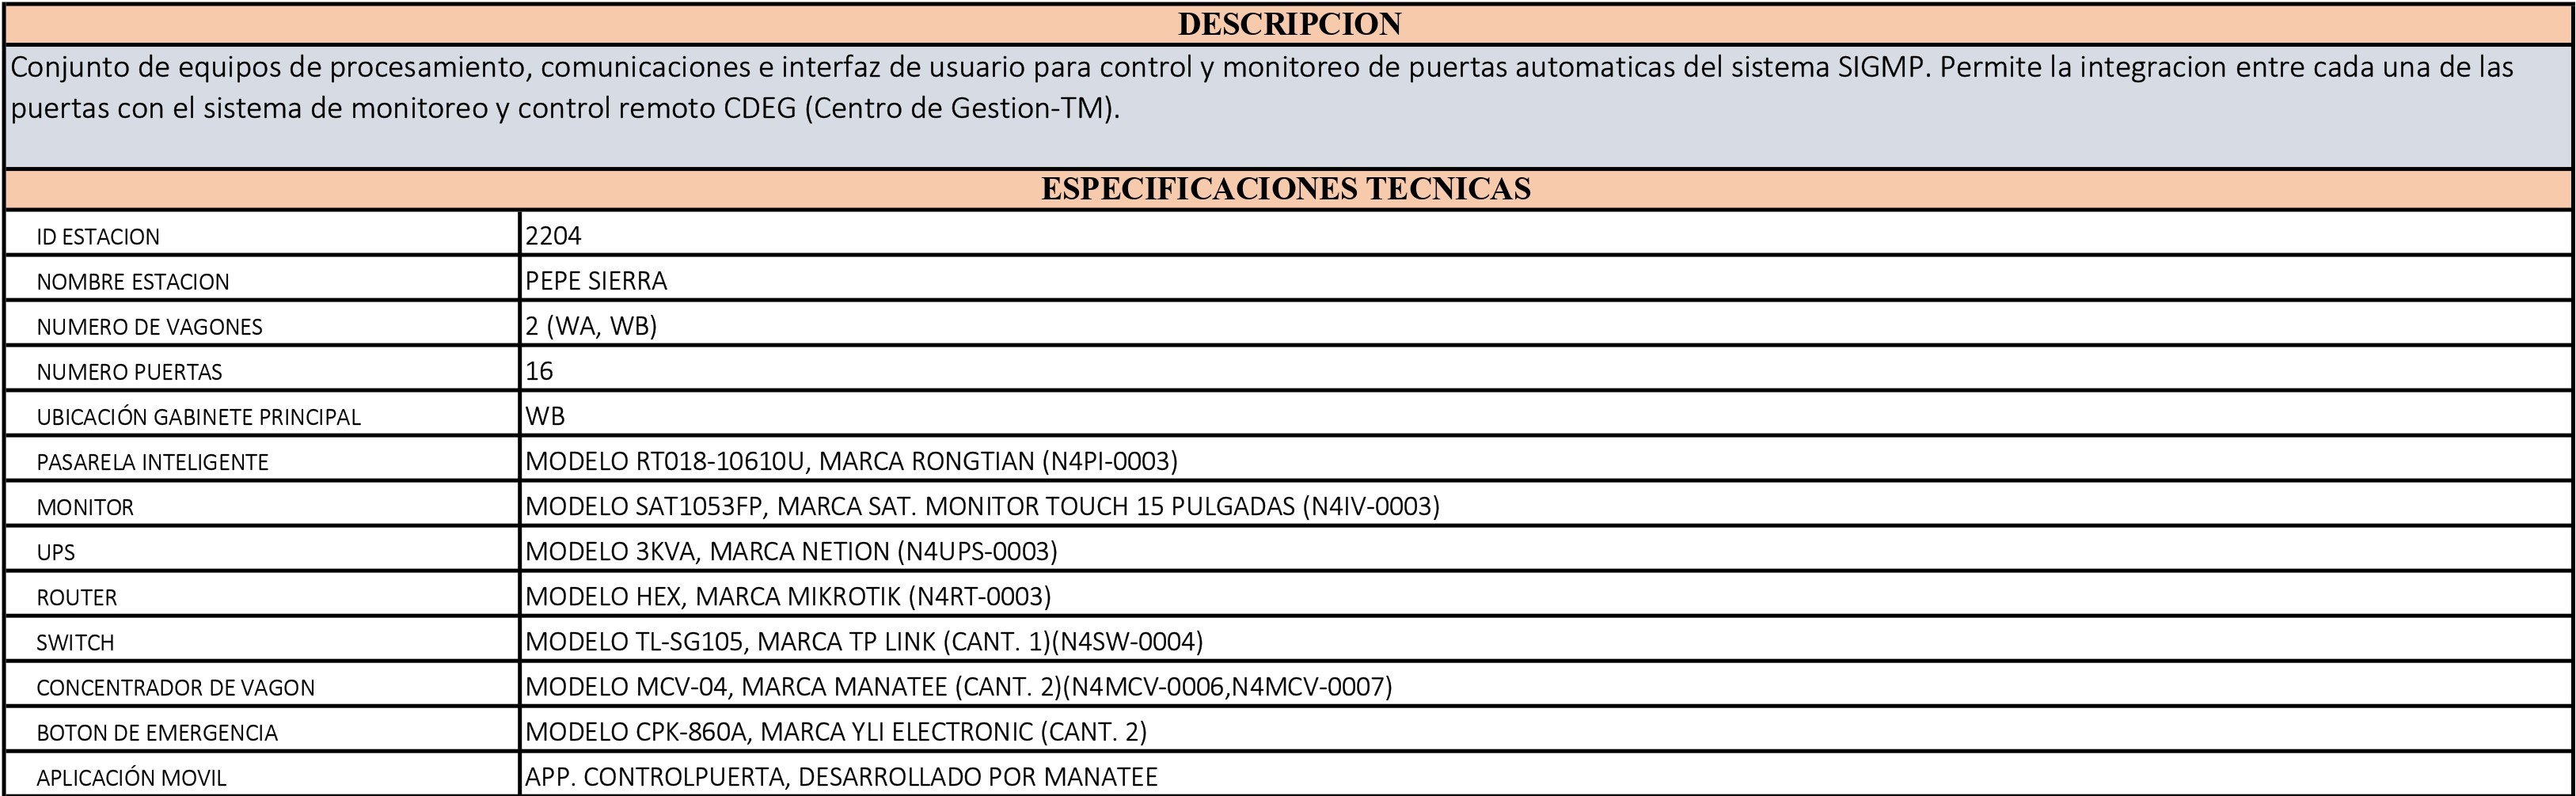 DESCRIPCION
Conjunto de equipos de procesamiento, comunicaciones e interfaz de usuario para control y monitoreo de puertas automaticas del sistema SIGMP. Permite la integracion entre cada una de las
puertas con el sistema de monitoreo y control remoto CDEG (Centro de Gestion-TM).
ESPECIFICACIONES TECNICAS
ID ESTACION 2204
NOMBRE ESTACION PEPE SIERRA
NUMERO DE VAGONES 2 (WA, WB)
NUMERO PUERTAS 16
UBICACIÓN GABINETE PRINCIPAL WB
PASARELA INTELIGENTE MODELO RT018-10610U, MARCA RONGTIAN (N4PI-0003)
MONITOR MODELO SAT1053FP, MARCA SAT. MONITOR TOUCH 15 PULGADAS (N4IV-0003)
UPS MODELO 3KVA, MARCA NETION (N4UPS-0003)
ROUTER MODELO HEX, MARCA MIKROTIK (N4RT-0003)
SWITCH MODELO TL-SG105, MARCA TP LINK (CANT. 1)(N4SW-0004)
CONCENTRADOR DE VAGON MODELO MCV-04, MARCA MANATEE (CANT. 2)(N4MCV-0006,N4MCV-0007)
BOTON DE EMERGENCIA MODELO CPK-860A, MARCA YLI ELECTRONIC (CANT. 2)
APLICACIÓN MOVIL APP. CONTROLPUERTA, DESARROLLADO POR MANATEE